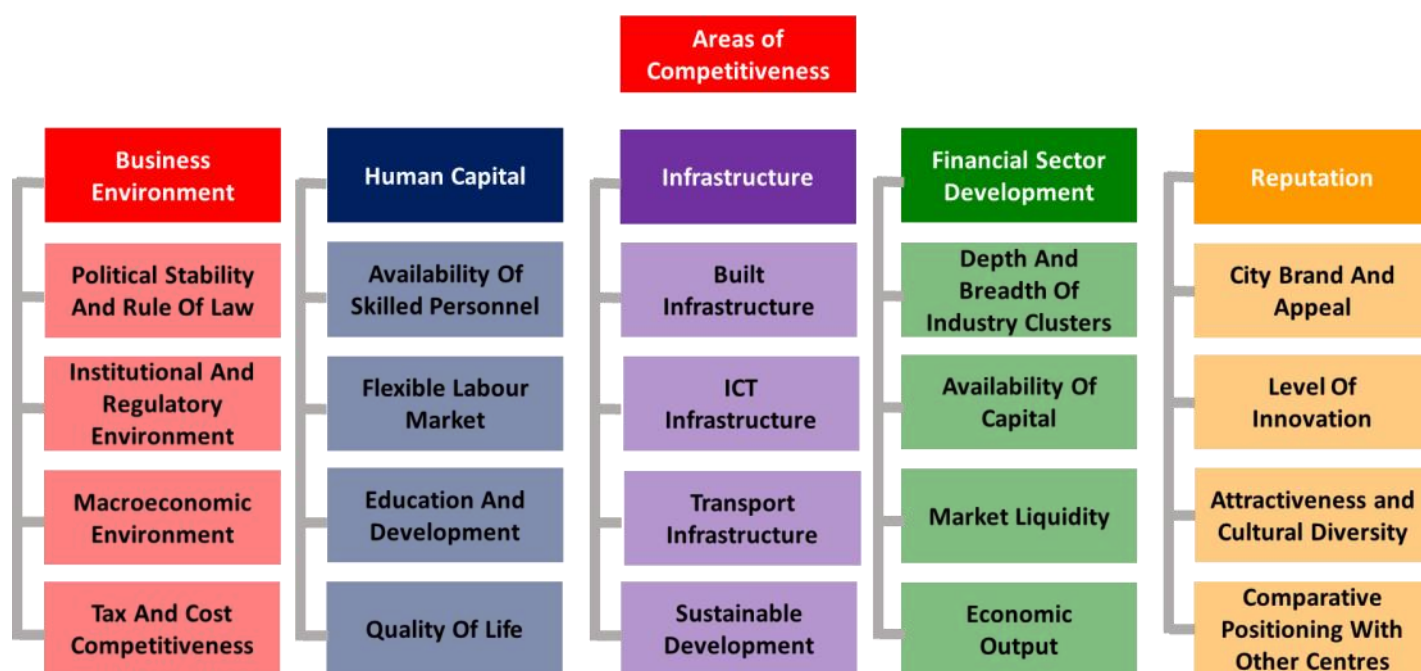 Areas of
Competitiveness
Business
Environment
Political Stability
And Rule Of Law
Institutional And
Regulatory
Environment
Macroeconomic
Environment
Tax And Cost
Competitiveness
Human Capital
Availability Of
Skilled Personnel
Flexible Labour
Market
Education And
Development
Quality Of Life
Infrastructure
Built
Infrastructure
ICT
Infrastructure
Transport
Infrastructure
Sustainable
Development
Financial Sector
Development
Depth And
Breadth Of
Industry Clusters
Availability Of
Capital
Market Liquidity
Economic
Output
Reputation
City Brand And
Appeal
Level Of
Innovation
Attractiveness and
Cultural Diversity
Comparative
Positioning With
Other Centres